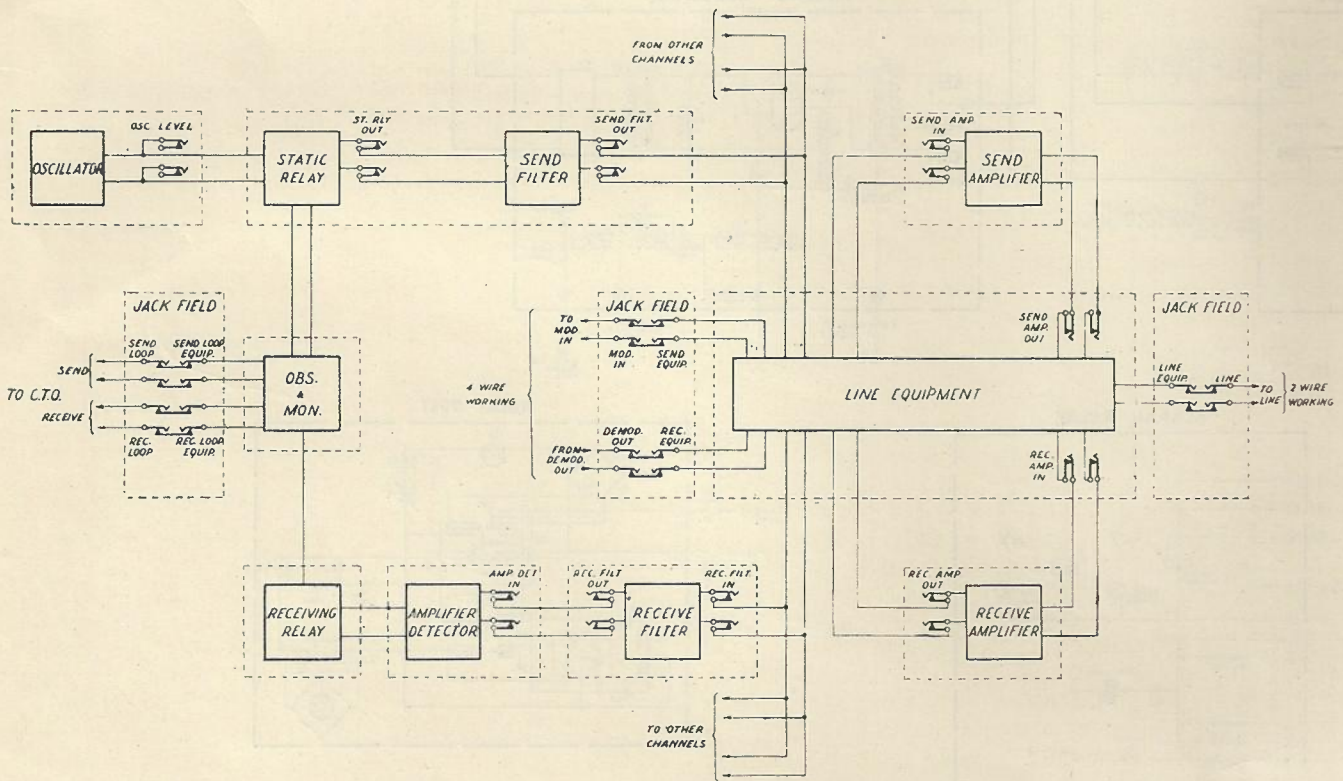 FROM OTHER
CHANNELS
OSC. LEVEL
OSCILLATOR
ST. RLY
OUT
STATIC
RELAY
SEND FILT.
OUT
SEND
FILTER
SEND AMP
IN
SEND
AMPLIFIER
JACK FIELD
SEND
LOOP
SEND LOOP
EQUIP.
SEND
TO C.T.O.
RECEIVE
REC.
LOOP
REC. LOOP
EQUIP.
OBS.
&
MON.
4 WIRE
WORKING
JACK FIELD
TO
MOD
IN
MOD.
IN
SEND
EQUIP.
DEMOD.
OUT
REC.
EQUIP.
FROM
DEMOD.
OUT
SEND
AMP.
OUT
LINE EQUIPMENT
REC.
AMP.
IN
JACK FIELD
LINE
EQUIP.
LINE
TO
LINE
2 WIRE
WORKING
RECEIVING
RELAY
AMPLIFIER
DETECTOR
AMP. DET
IN
REC. FILT
OUT
RECEIVE
FILTER
REC. FILT.
IN
REC. AMP
OUT
RECEIVE
AMPLIFIER
TO OTHER
CHANNELS